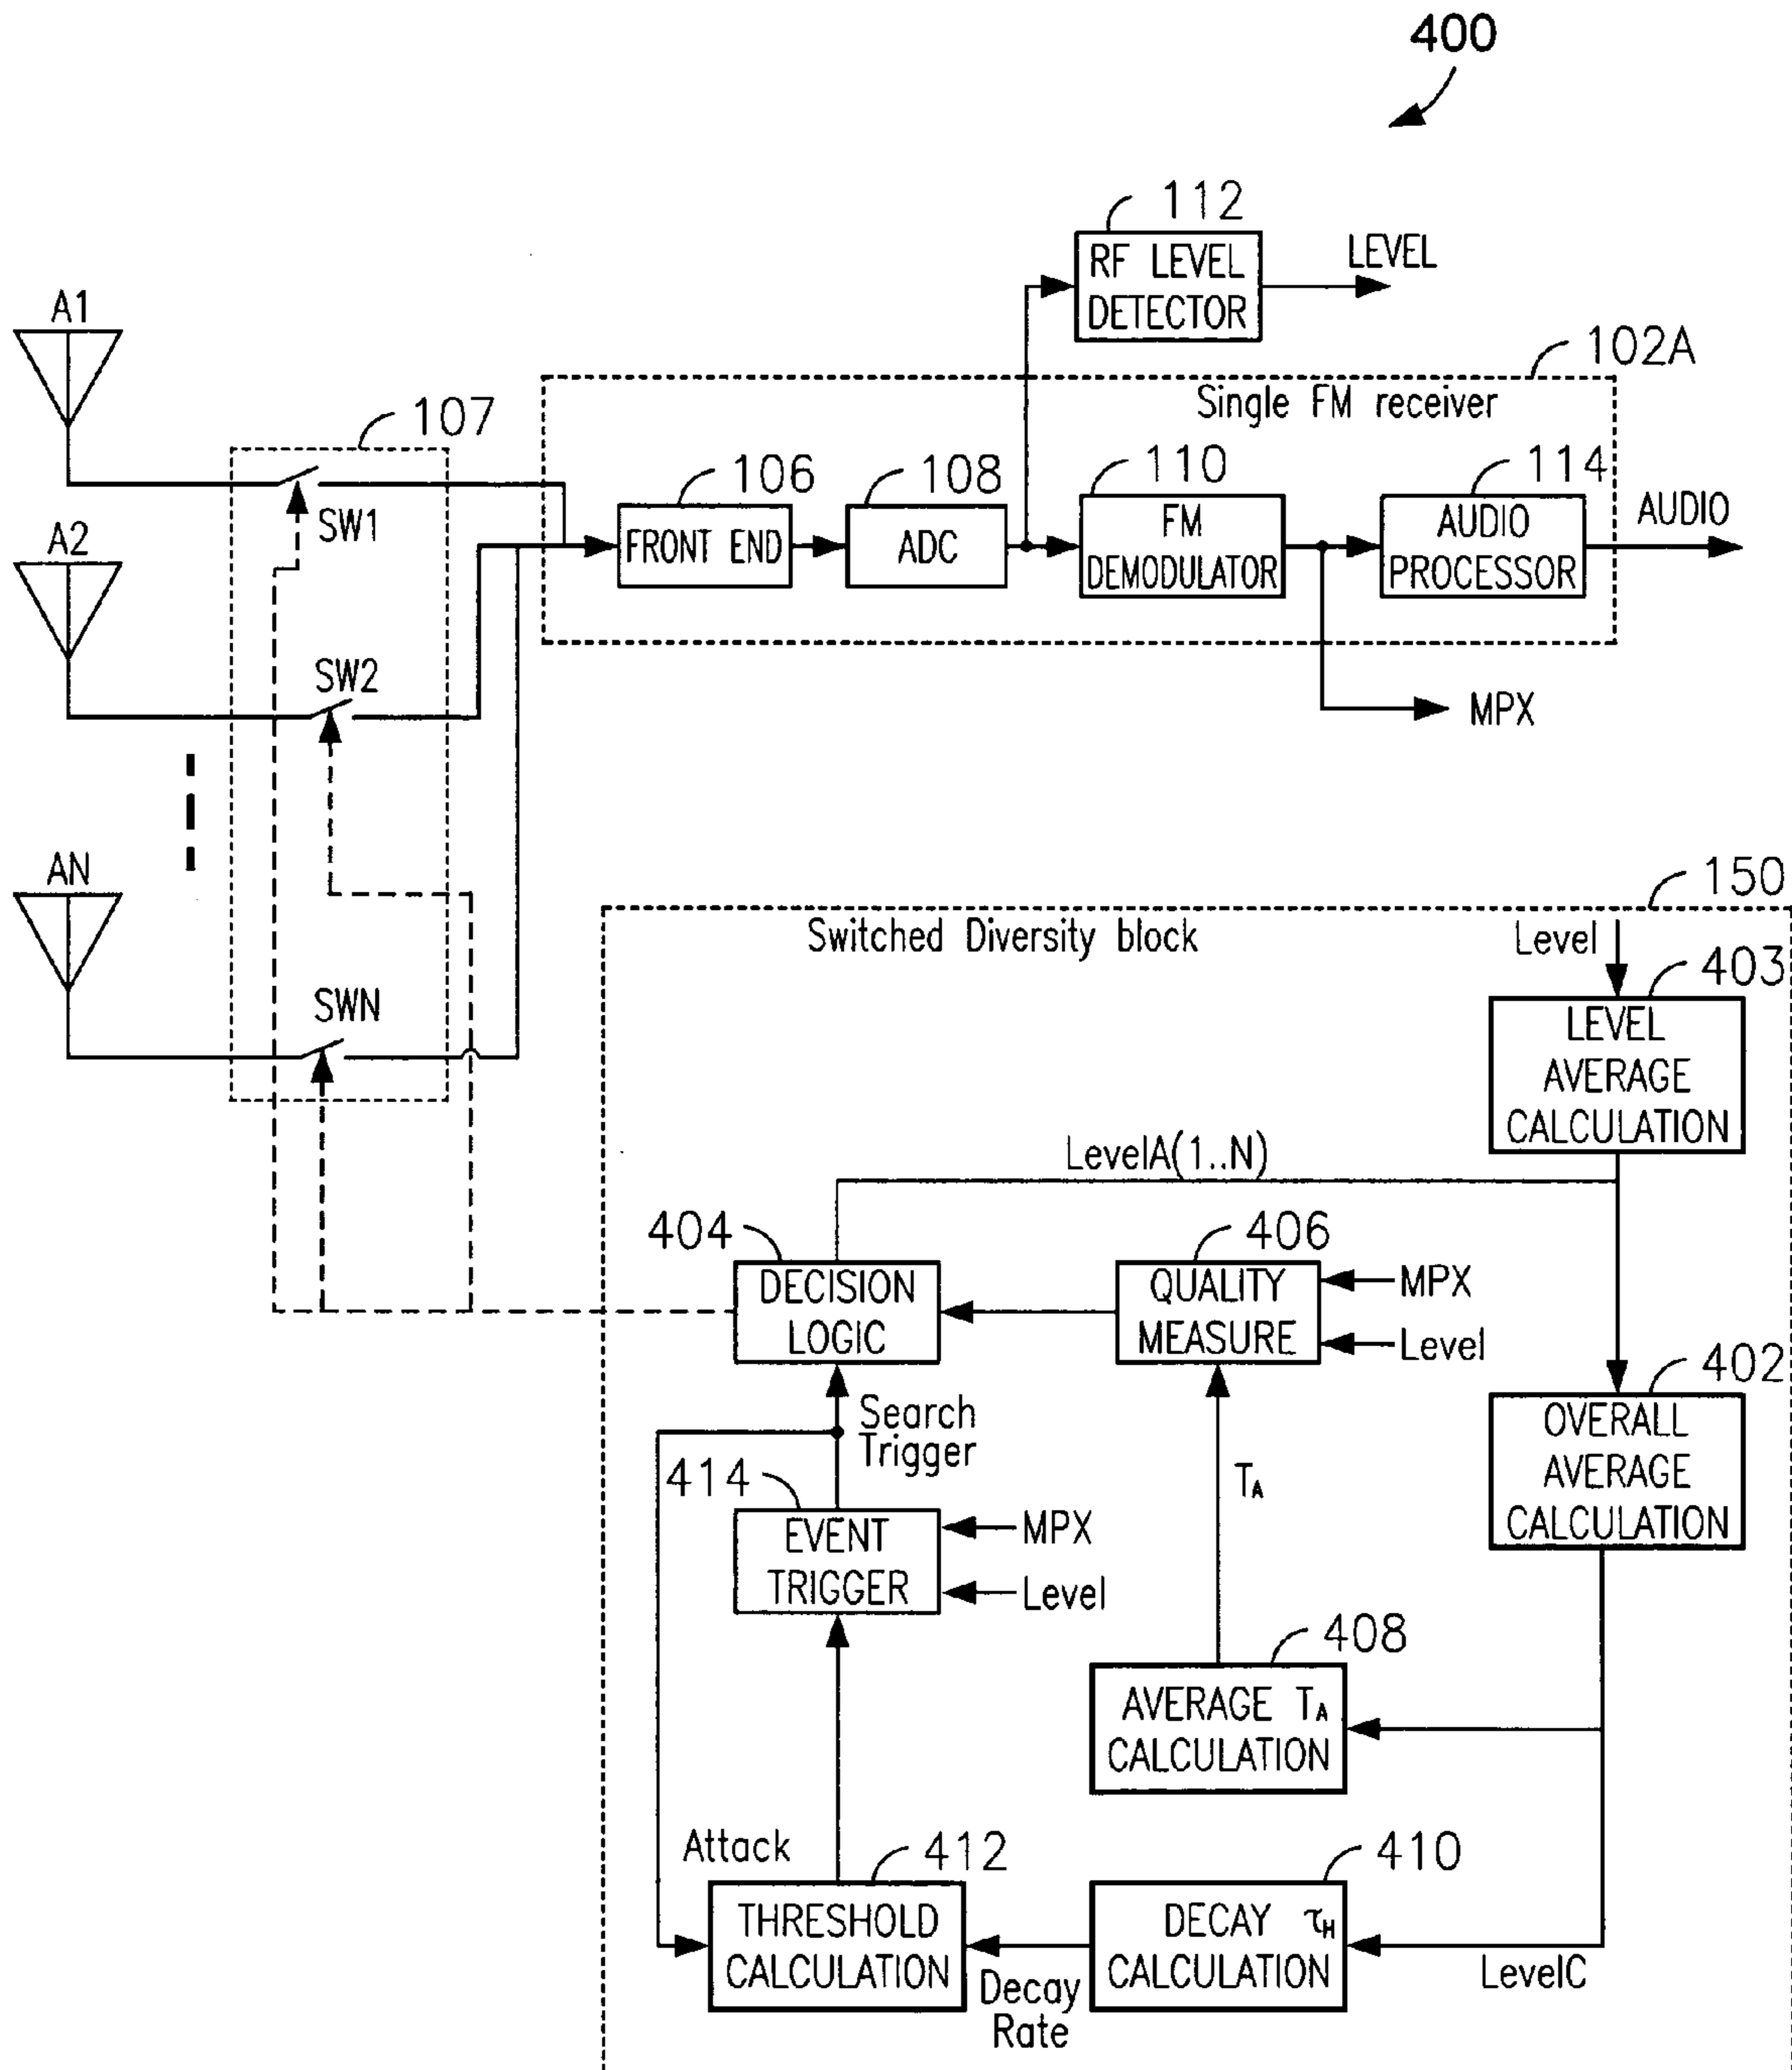 400
112
RF LEVEL
DETECTOR
LEVEL
A1
102A
Single FM receiver
107
106
108
110
114
SW1
FRONT END
ADC
FM
DEMODULATOR
AUDIO
PROCESSOR
AUDIO
A2
SW2
MPX
AN
150
Switched Diversity block
Level
403
SWN
LEVEL
AVERAGE
CALCULATION
LevelA(1..N)
404
406
DECISION
LOGIC
QUALITY
MEASURE
MPX
Level
402
OVERALL
AVERAGE
CALCULATION
Search
Trigger
TA
414
EVENT
TRIGGER
MPX
Level
408
AVERAGE TA
CALCULATION
Attack
412
410
THRESHOLD
CALCULATION
DECAY τH
CALCULATION
Decay
Rate
LevelC